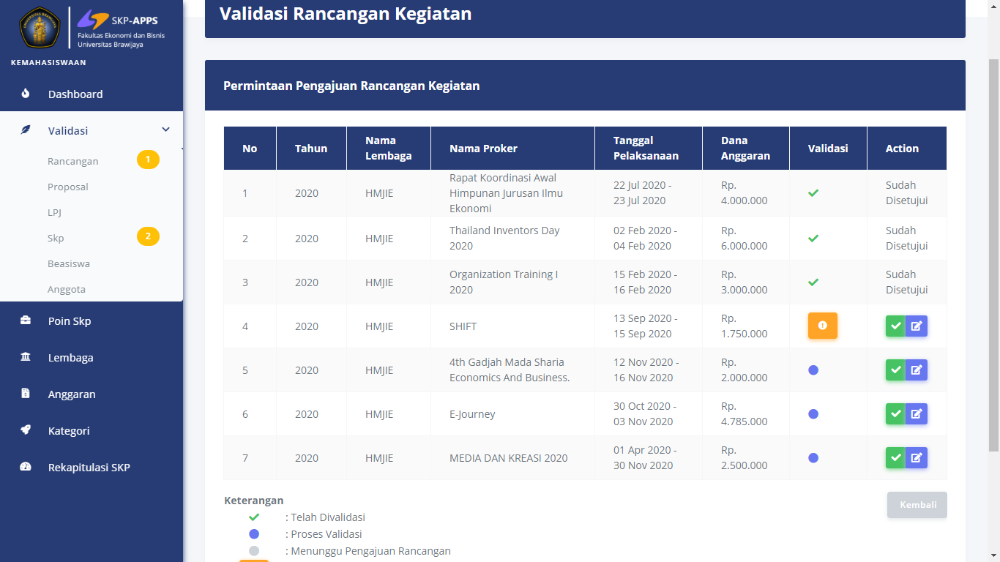 SKP-APPS
Fakultas Ekonomi dan Bisnis
Universitas Brawijaya
KEMAHASISWAAN
Dashboard
Validasi
Rancangan 1
Proposal
LPJ
Skp 2
Beasiswa
Anggota
Poin Skp
Lembaga
Anggaran
Kategori
Rekapitulasi SKP
Validasi Rancangan Kegiatan
Permintaan Pengajuan Rancangan Kegiatan
No Tahun Nama Lembaga Nama Proker Tanggal Pelaksanaan Dana Anggaran Validasi Action
1 2020 HMJIE Rapat Koordinasi Awal Himpunan Jurusan Ilmu Ekonomi 22 Jul 2020 - 23 Jul 2020 Rp. 4.000.000 Sudah Disetujui
2 2020 HMJIE Thailand Inventors Day 2020 02 Feb 2020 - 04 Feb 2020 Rp. 6.000.000 Sudah Disetujui
3 2020 HMJIE Organization Training I 2020 15 Feb 2020 - 16 Feb 2020 Rp. 3.000.000 Sudah Disetujui
4 2020 HMJIE SHIFT 13 Sep 2020 - 15 Sep 2020 Rp. 1.750.000
5 2020 HMJIE 4th Gadjah Mada Sharia Economics And Business. 12 Nov 2020 - 16 Nov 2020 Rp. 2.000.000
6 2020 HMJIE E-Journey 30 Oct 2020 - 03 Nov 2020 Rp. 4.785.000
7 2020 HMJIE MEDIA DAN KREASI 2020 01 Apr 2020 - 30 Nov 2020 Rp. 2.500.000
Keterangan
: Telah Divalidasi
: Proses Validasi
: Menunggu Pengajuan Rancangan
Kembali